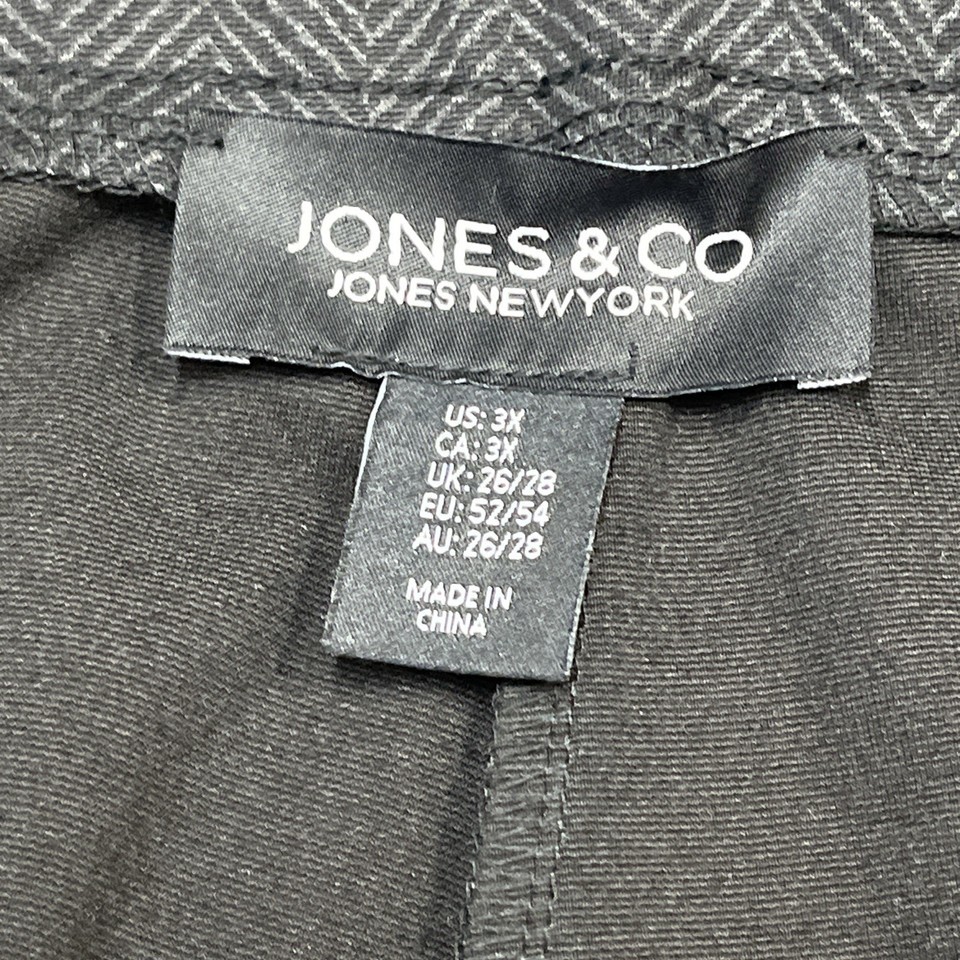 JONES & CO
JONES NEWYORK
US: 3X
CA: 3X
UK: 26/28
EU: 52/54
AU: 26/28
MADE IN
CHINA